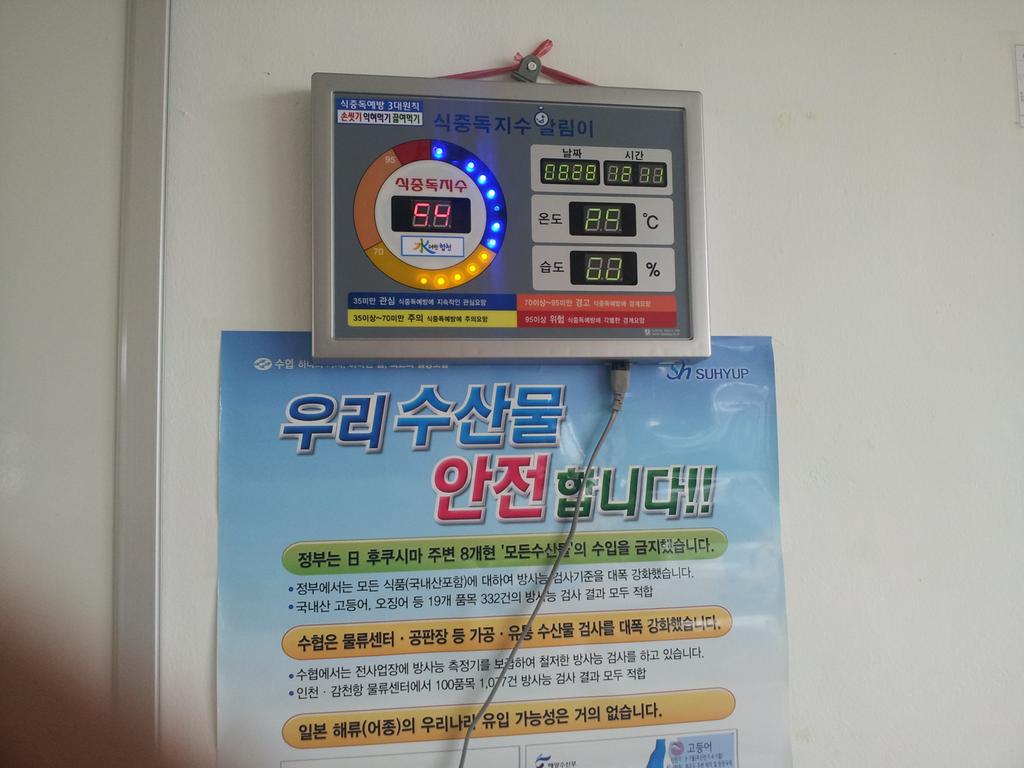 식중독예방 3대원칙
손씻기 익혀먹기 끓여먹기
식중독지수 알림이
95
70
식중독지수
54
날짜 시간
12 11
온도 ℃
습도 %
35미만 관심 식중독예방에 지속적인 관심요망
70이상~95미만 경고 식중독예방에 경계요망
35이상~70미만 주의 식중독예방에 주의요망
95이상 위험 식중독예방에 각별한 경계요망
수협
Sh SUHYUP
우리 수산물
안전합니다!!
정부는 日 후쿠시마 주변 8개현 '모든수산물'의 수입을 금지했습니다.
• 정부에서는 모든 식품(국내산포함)에 대하여 방사능 검사기준을 대폭 강화했습니다.
• 국내산 고등어, 오징어 등 19개 품목 332건의 방사능 검사 결과 모두 적합
수협은 물류센터 · 공판장 등 가공 · 유통 수산물 검사를 대폭 강화했습니다.
• 수협에서는 전사업장에 방사능 측정기를 보급하여 철저한 방사능 검사를 하고 있습니다.
• 인천 · 감천항 물류센터에서 100품목 1,077건 방사능 검사 결과 모두 적합
일본 해류(어종)의 우리나라 유입 가능성은 거의 없습니다.
해양수산부
고등어